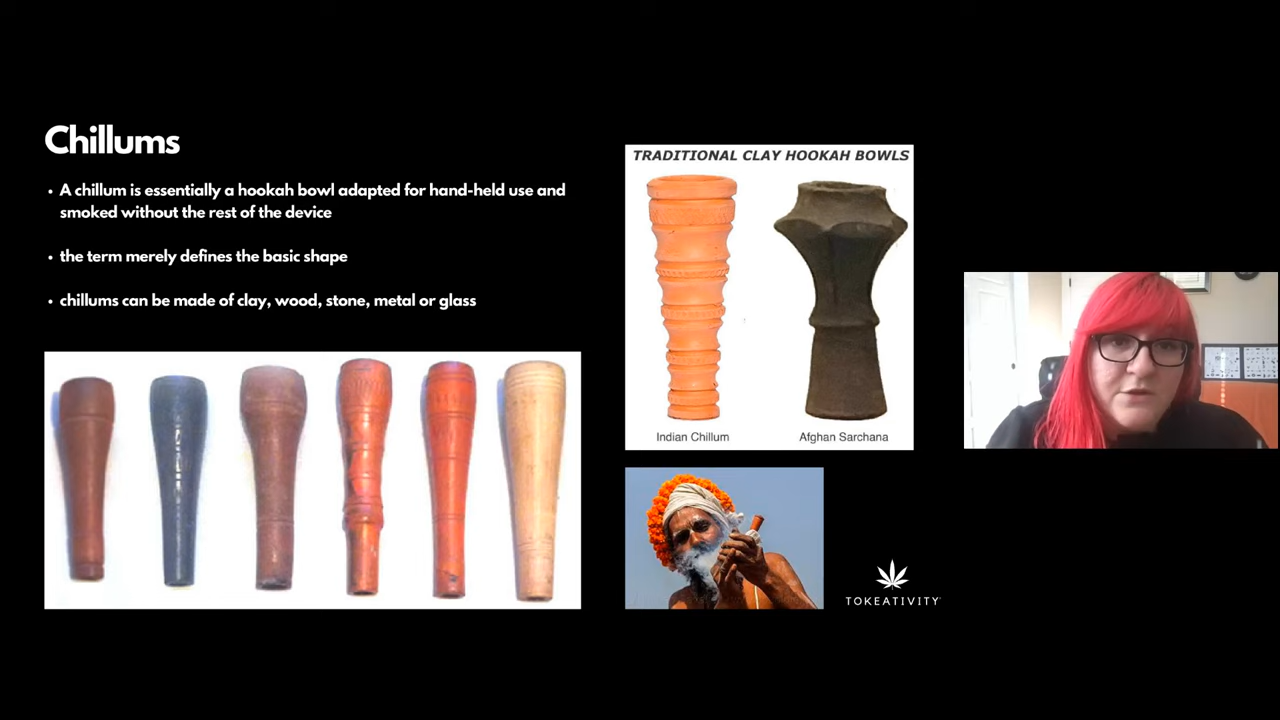 Chillums
• A chillum is essentially a hookah bowl adapted for hand-held use and
smoked without the rest of the device
• the term merely defines the basic shape
• chillums can be made of clay, wood, stone, metal or glass
TRADITIONAL CLAY HOOKAH BOWLS
Indian Chillum
Afghan Sarchana
TOKEATIVITY